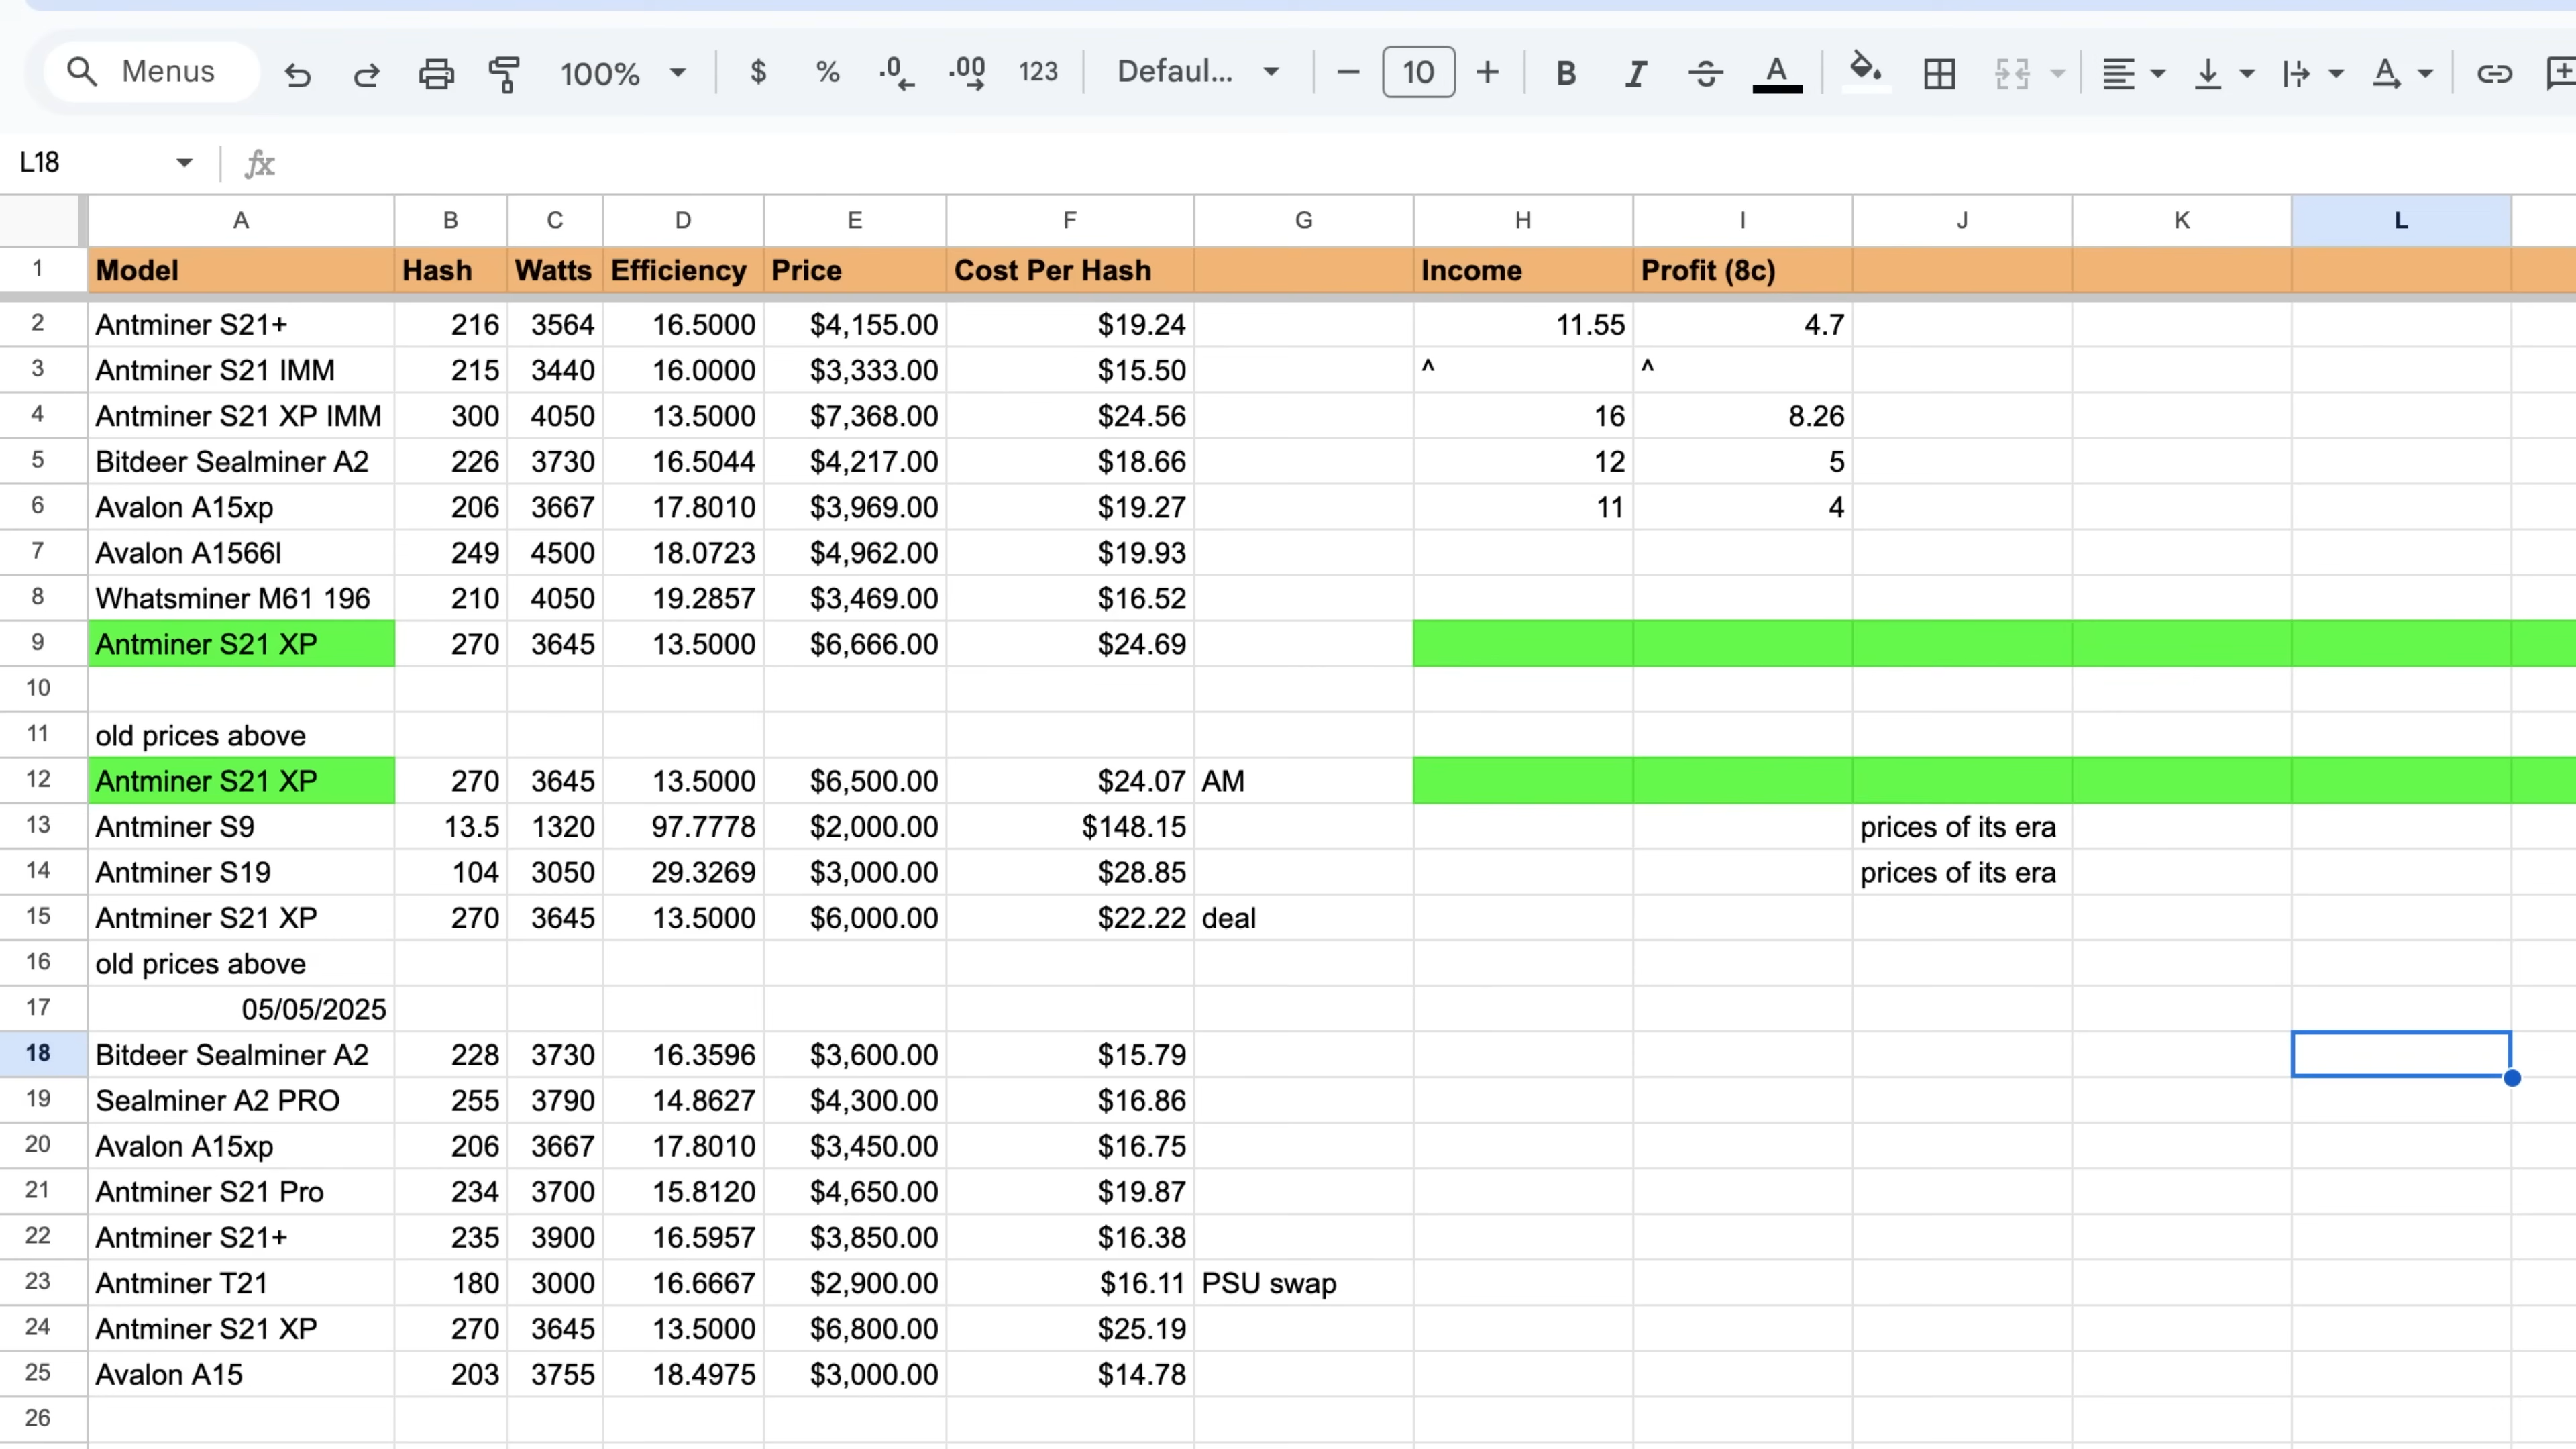 Menus 100% $ % .0 .00 123 Defaul... − 10 + B I S A A
L18 fx
A B C D E F G H I J K L
1 Model Hash Watts Efficiency Price Cost Per Hash Income Profit (8c)
2 Antminer S21+ 216 3564 16.5000 $4,155.00 $19.24 11.55 4.7
3 Antminer S21 IMM 215 3440 16.0000 $3,333.00 $15.50 ^ ^
4 Antminer S21 XP IMM 300 4050 13.5000 $7,368.00 $24.56 16 8.26
5 Bitdeer Sealminer A2 226 3730 16.5044 $4,217.00 $18.66 12 5
6 Avalon A15xp 206 3667 17.8010 $3,969.00 $19.27 11 4
7 Avalon A1566I 249 4500 18.0723 $4,962.00 $19.93
8 Whatsminer M61 196 210 4050 19.2857 $3,469.00 $16.52
9 Antminer S21 XP 270 3645 13.5000 $6,666.00 $24.69
10
11 old prices above
12 Antminer S21 XP 270 3645 13.5000 $6,500.00 $24.07 AM
13 Antminer S9 13.5 1320 97.7778 $2,000.00 $148.15 prices of its era
14 Antminer S19 104 3050 29.3269 $3,000.00 $28.85 prices of its era
15 Antminer S21 XP 270 3645 13.5000 $6,000.00 $22.22 deal
16 old prices above
17 05/05/2025
18 Bitdeer Sealminer A2 228 3730 16.3596 $3,600.00 $15.79
19 Sealminer A2 PRO 255 3790 14.8627 $4,300.00 $16.86
20 Avalon A15xp 206 3667 17.8010 $3,450.00 $16.75
21 Antminer S21 Pro 234 3700 15.8120 $4,650.00 $19.87
22 Antminer S21+ 235 3900 16.5957 $3,850.00 $16.38
23 Antminer T21 180 3000 16.6667 $2,900.00 $16.11 PSU swap
24 Antminer S21 XP 270 3645 13.5000 $6,800.00 $25.19
25 Avalon A15 203 3755 18.4975 $3,000.00 $14.78
26